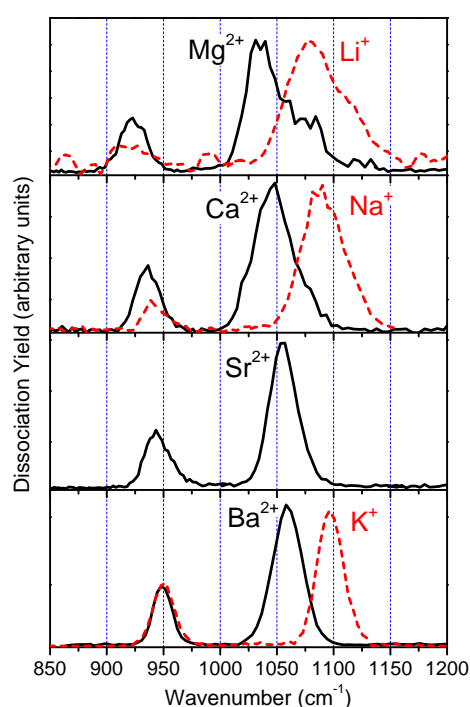 Mg²⁺ Li⁺
Ca²⁺ Na⁺
Sr²⁺
Ba²⁺ K⁺
Dissociation Yield (arbitrary units)
850 900 950 1000 1050 1100 1150 1200
Wavenumber (cm⁻¹)